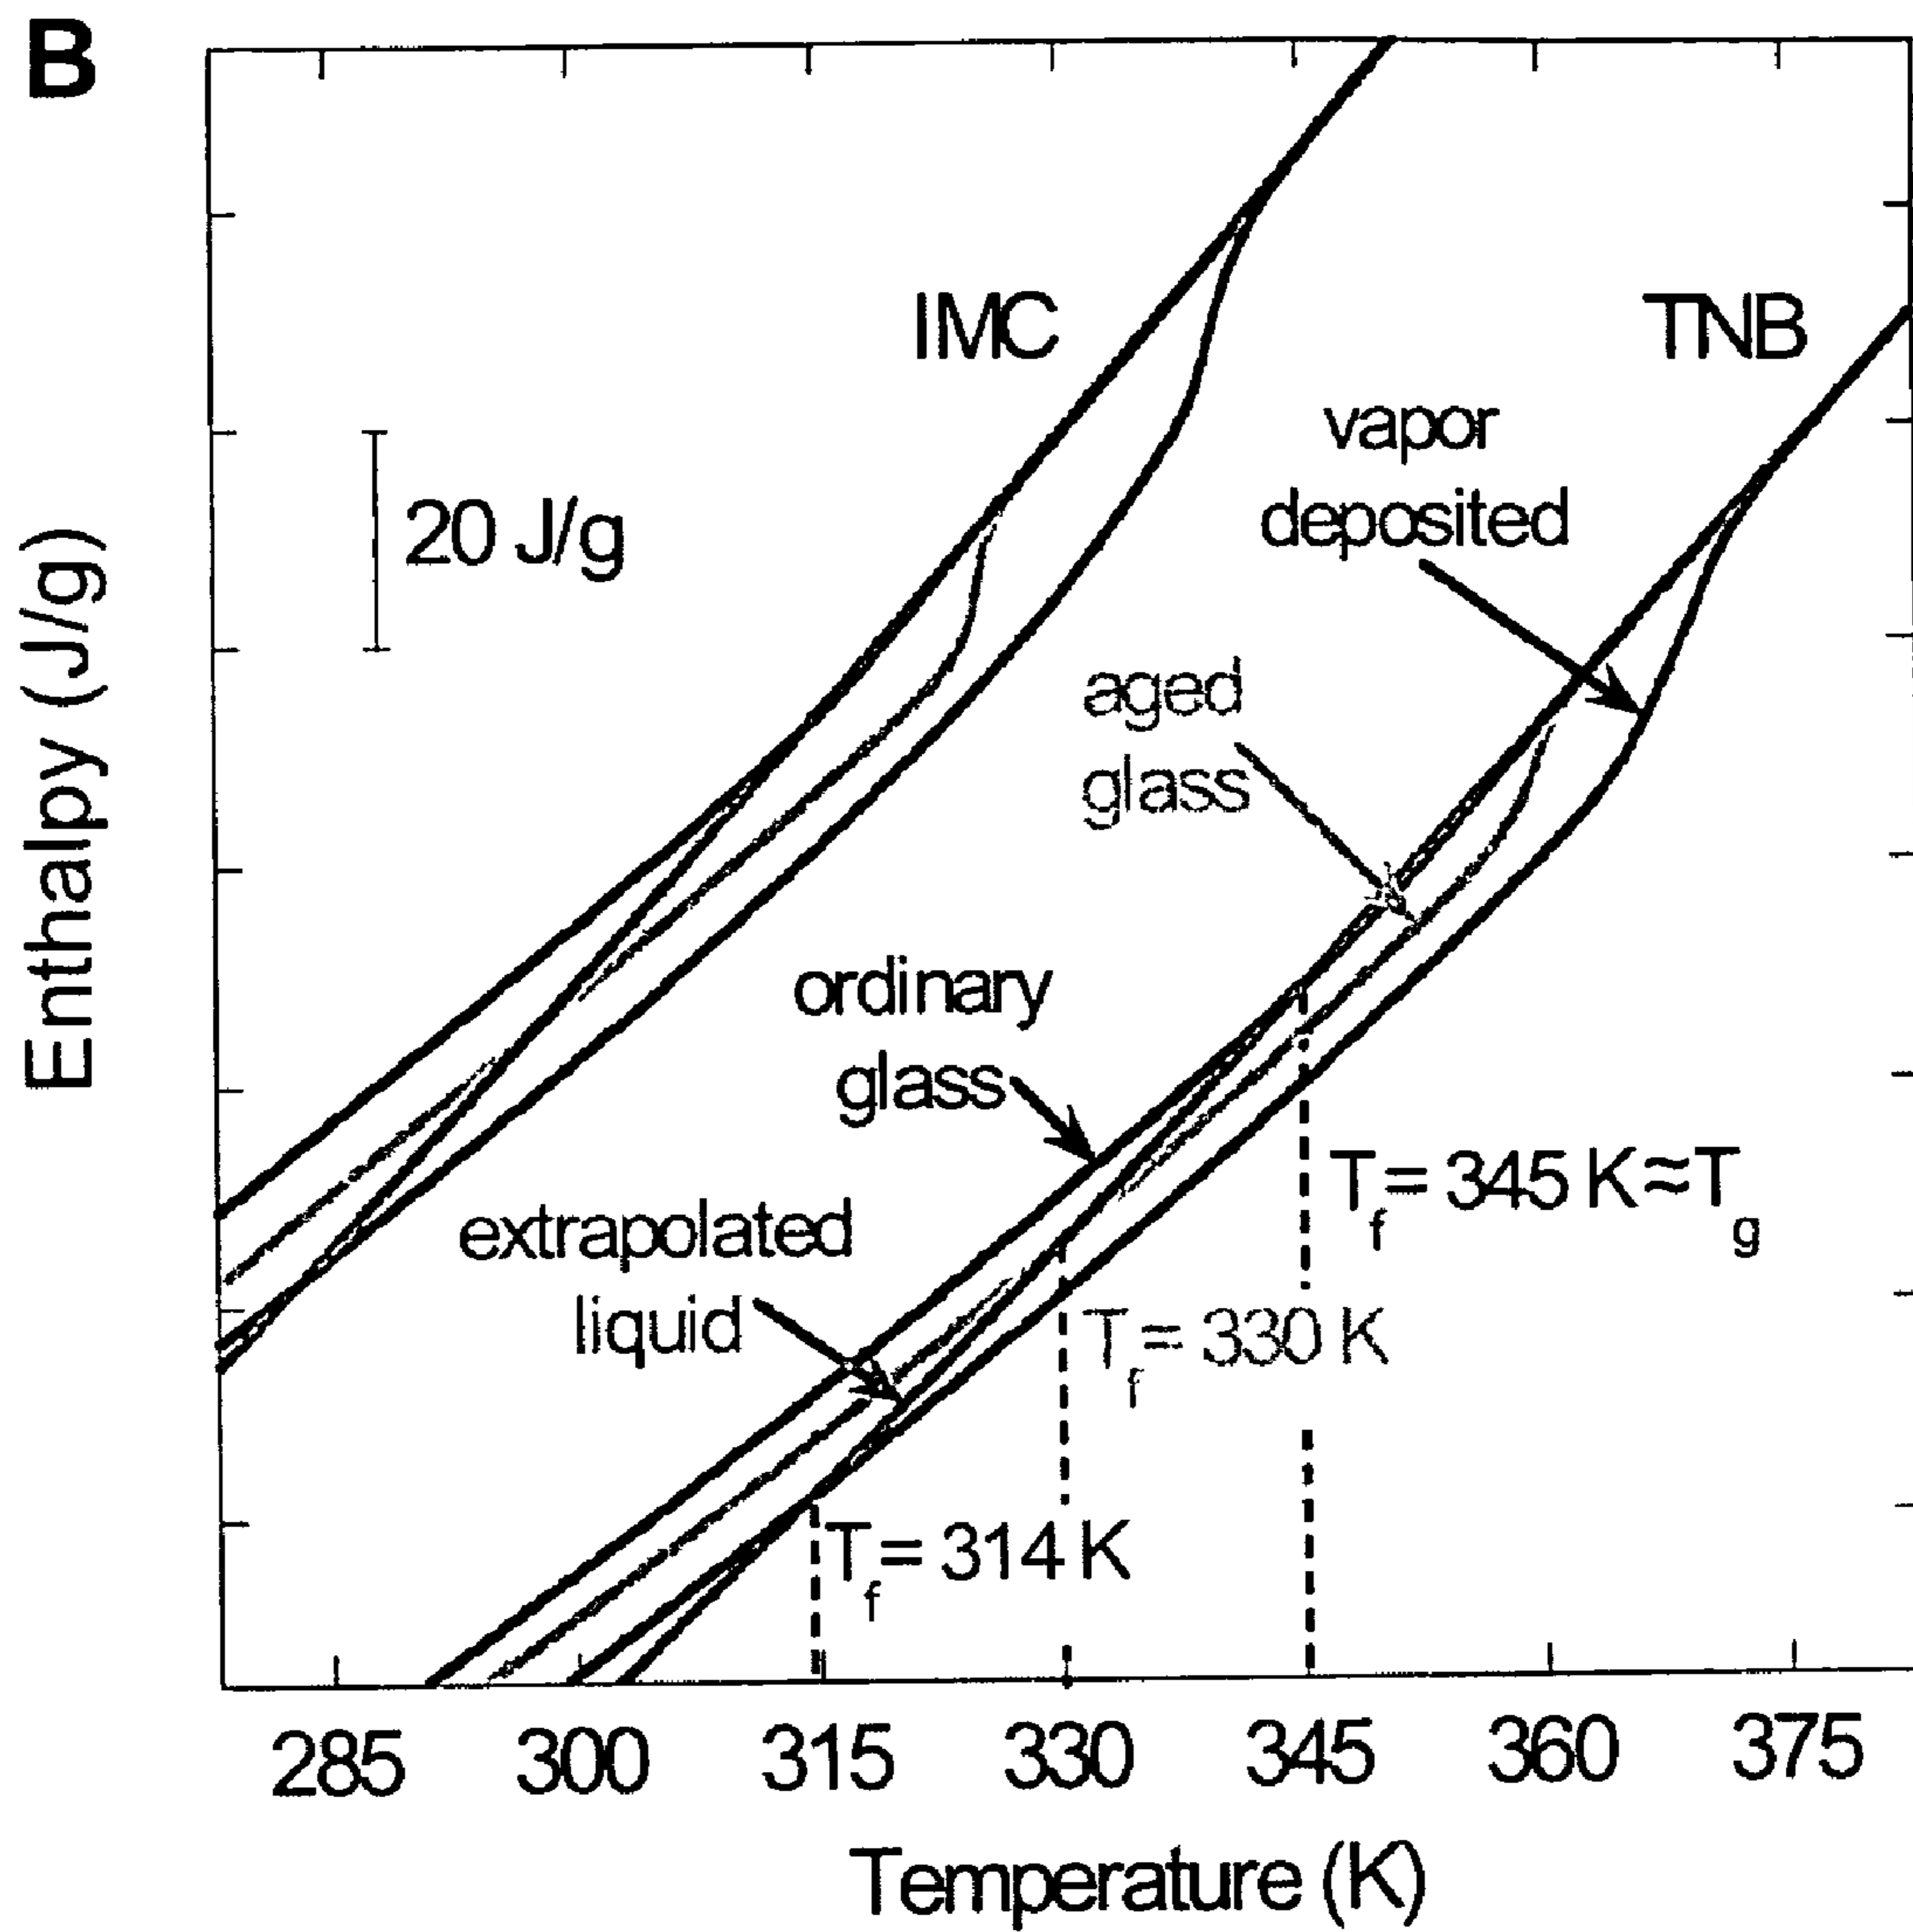 B
IMC
TNB
vapor
deposited
20 J/g
aged
glass
ordinary
glass
extrapolated
liquid
Tf = 345 K≈Tg
Tf = 330 K
Tf = 314 K
Enthalpy (J/g)
285 300 315 330 345 360 375
Temperature (K)